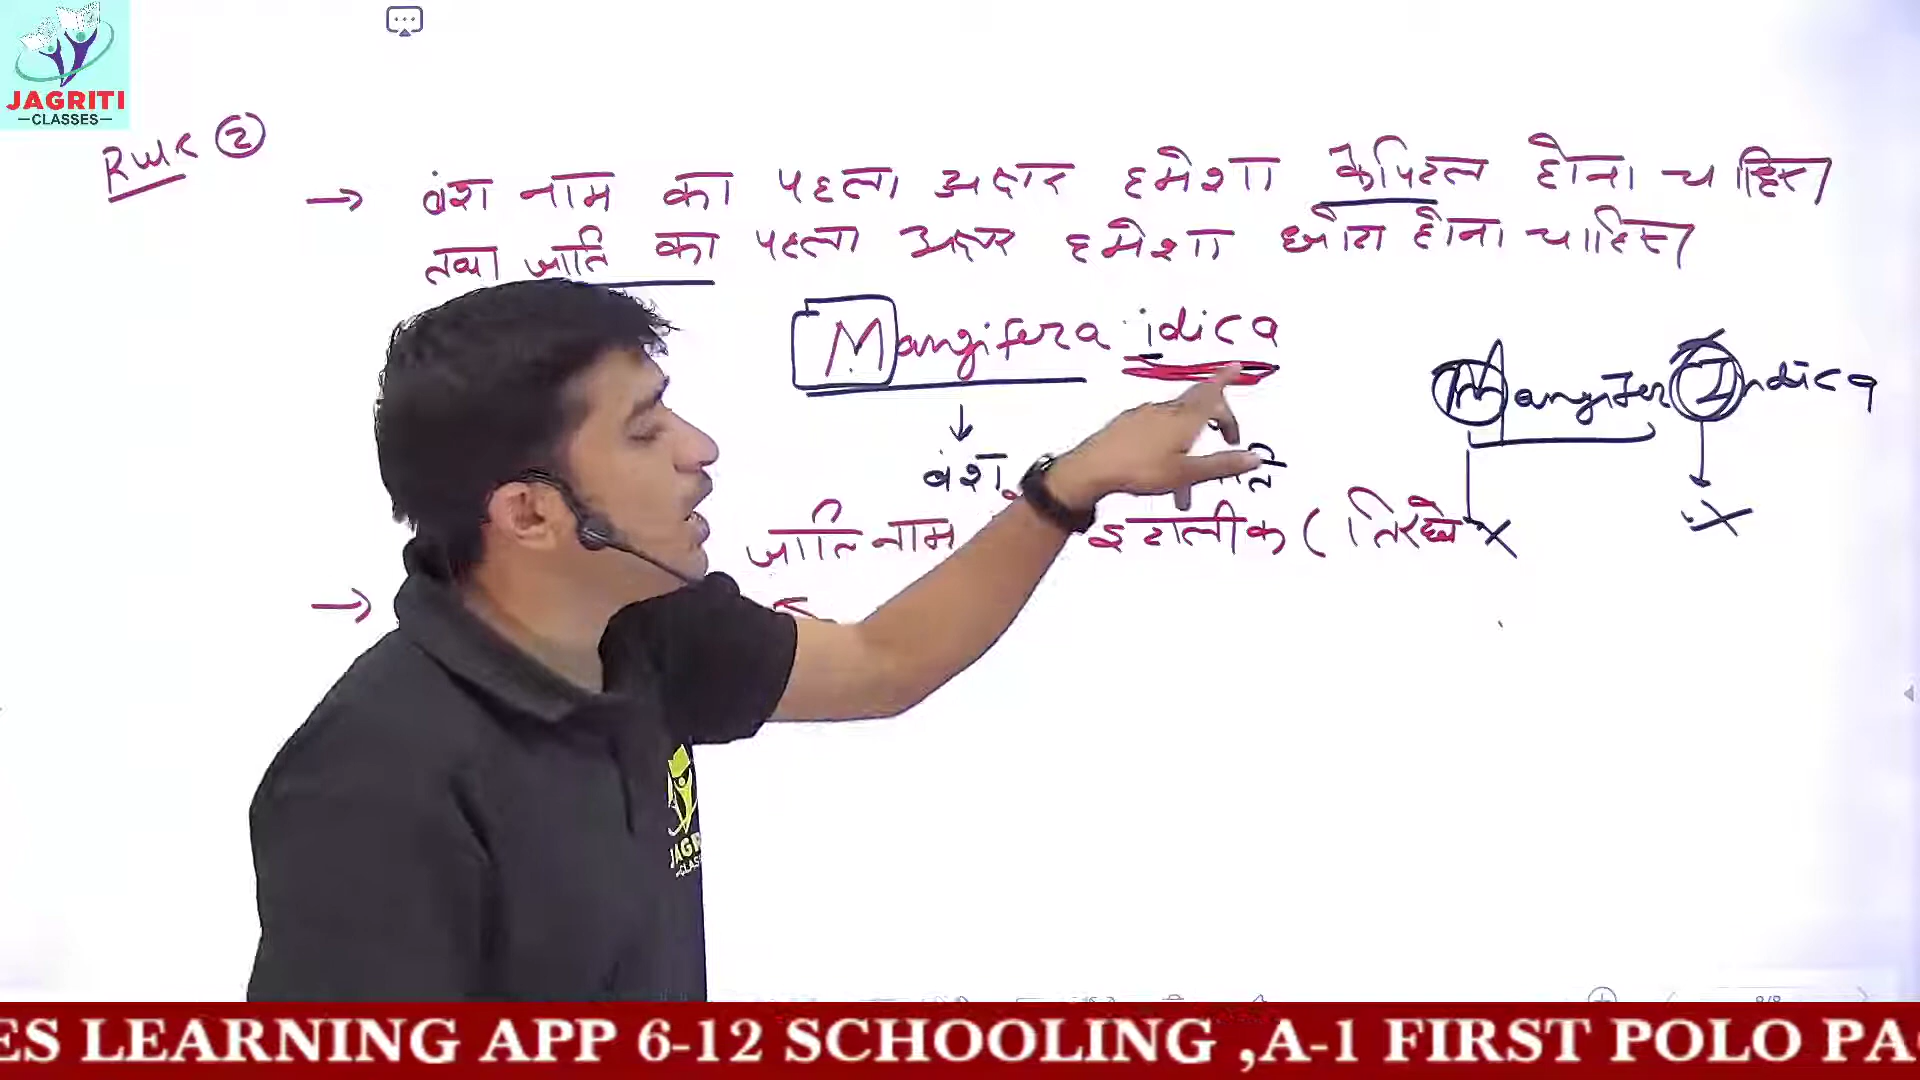 JAGRITI
—CLASSES—
Rule ②
→ वंश नाम का पहला अक्षर हमेशा कैपिटल होना चाहिए।
तथा जाति का पहला अक्षर हमेशा छोटा होना चाहिए।
Mangifera idica
Mangifer Indica
वंश
जाति नाम इटालीक ( तिरछे
→
ES LEARNING APP 6-12 SCHOOLING ,A-1 FIRST POLO PA